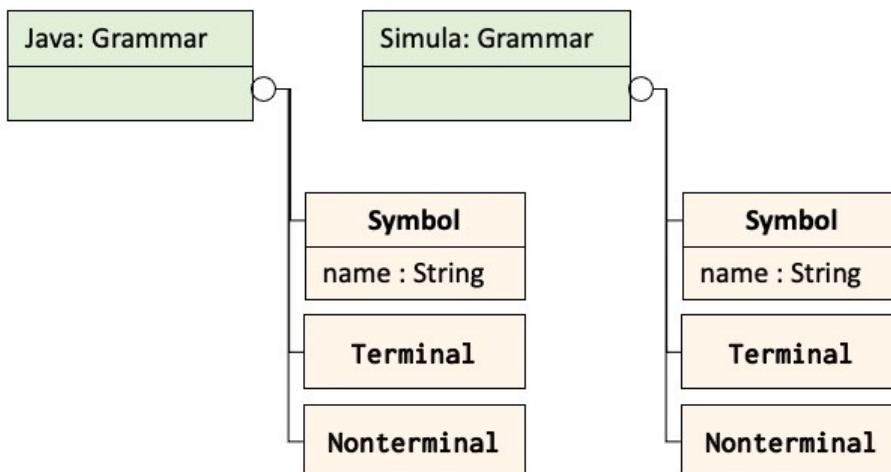 Java: Grammar
Simula: Grammar
Symbol
name : String
Terminal
Nonterminal
Symbol
name : String
Terminal
Nonterminal